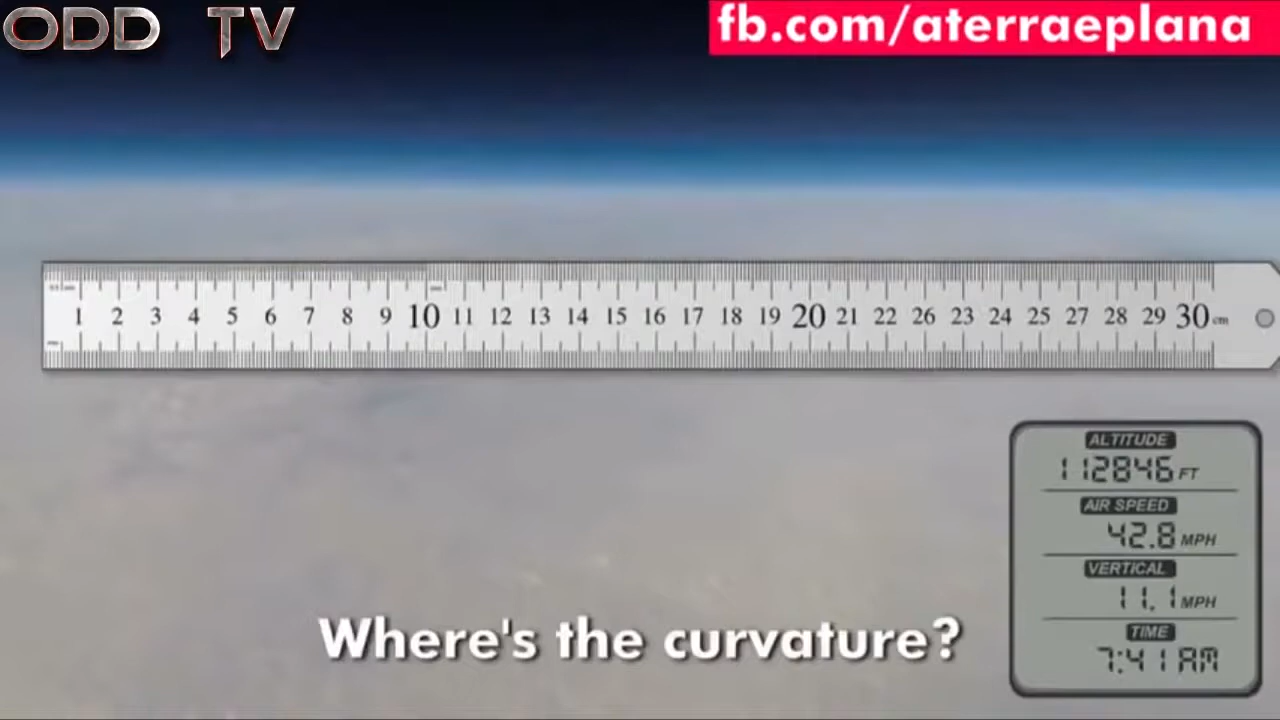 ODD TV
fb.com/aterraeplana
1 2 3 4 5 6 7 8 9 10 11 12 13 14 15 16 17 18 19 20 21 22 26 23 24 25 27 28 29 30 cm
ALTITUDE
112846 FT
AIR SPEED
42.8 MPH
VERTICAL
11.1 MPH
TIME
7:41 AM
Where's the curvature?